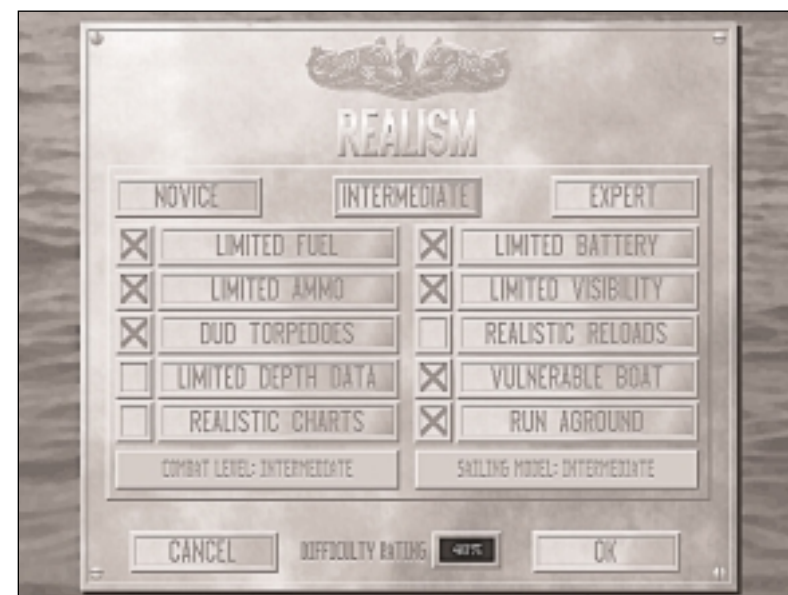 REALISM
NOVICE INTERMEDIATE EXPERT
LIMITED FUEL LIMITED BATTERY
LIMITED AMMO LIMITED VISIBILITY
DUD TORPEDOES REALISTIC RELOADS
LIMITED DEPTH DATA VULNERABLE BOAT
REALISTIC CHARTS RUN AGROUND
COMBAT LEVEL: INTERMEDIATE SAILING MODEL: INTERMEDIATE
CANCEL DIFFICULTY RATING 40% OK